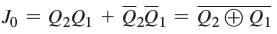 J₀ = Q₂Q₁ + Q̅₂Q̅₁ = \overline{Q₂ ⊕ Q₁}